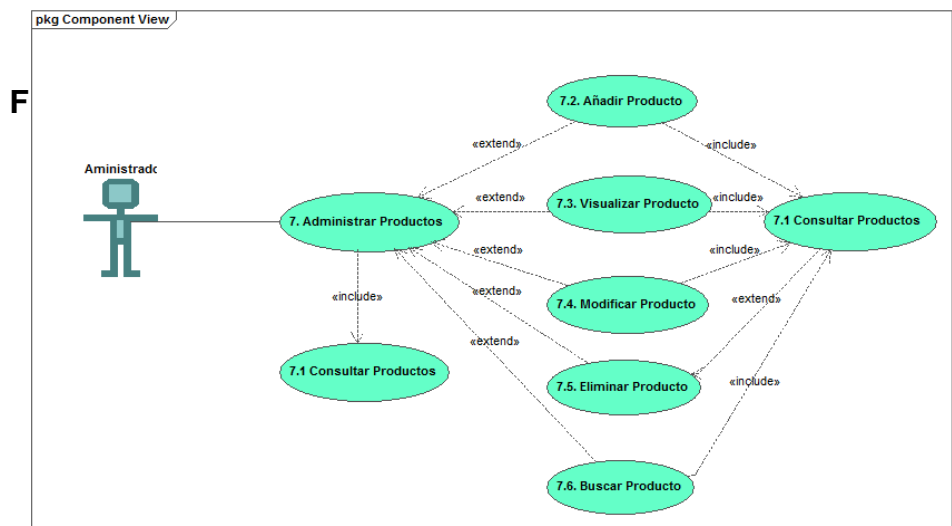 pkg Component View
F
7.2. Añadir Producto
«extend»
«include»
Aministrado
7. Administrar Productos
«extend»
7.3. Visualizar Producto
«include»
7.1 Consultar Productos
«extend»
«include»
«include»
7.4. Modificar Producto
«extend»
«extend»
7.1 Consultar Productos
7.5. Eliminar Producto
«include»
7.6. Buscar Producto